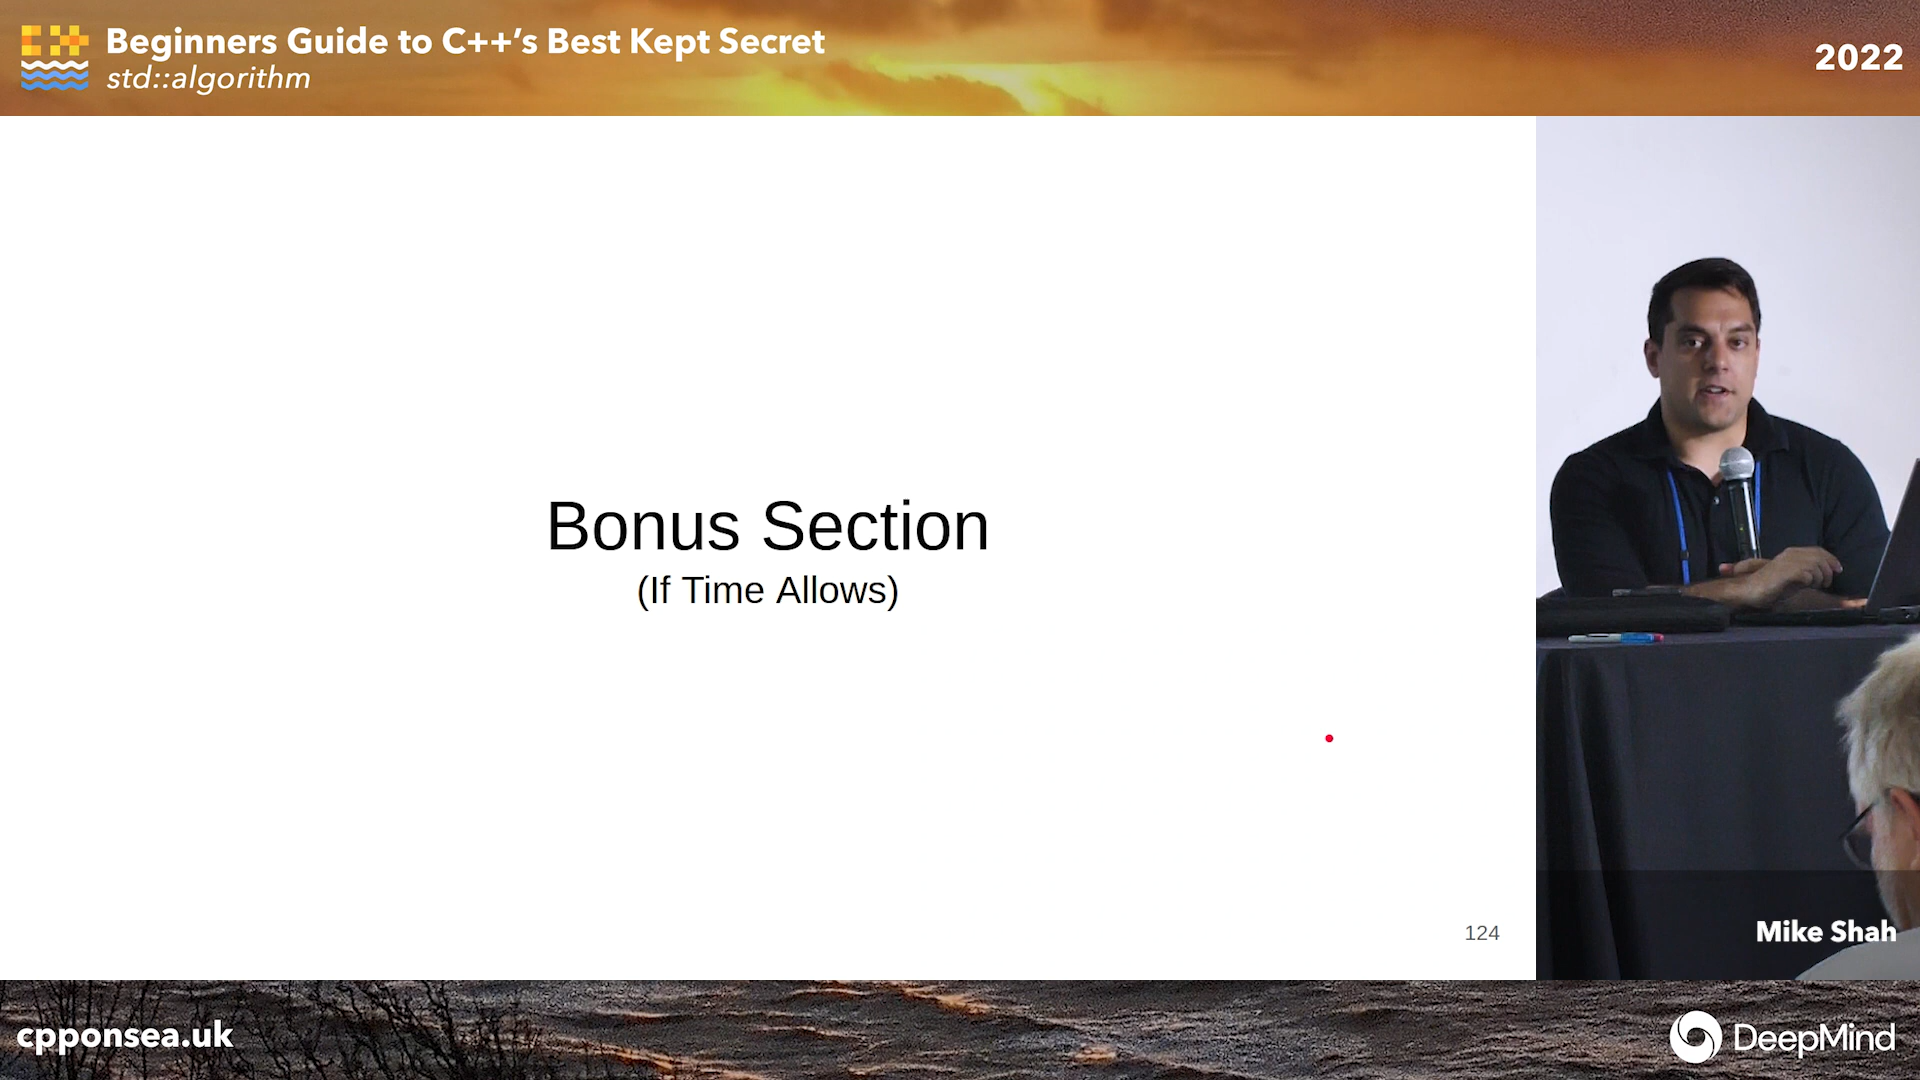 Beginners Guide to C++’s Best Kept Secret
std::algorithm
2022
Bonus Section
(If Time Allows)
124
Mike Shah
cpponsea.uk
DeepMind